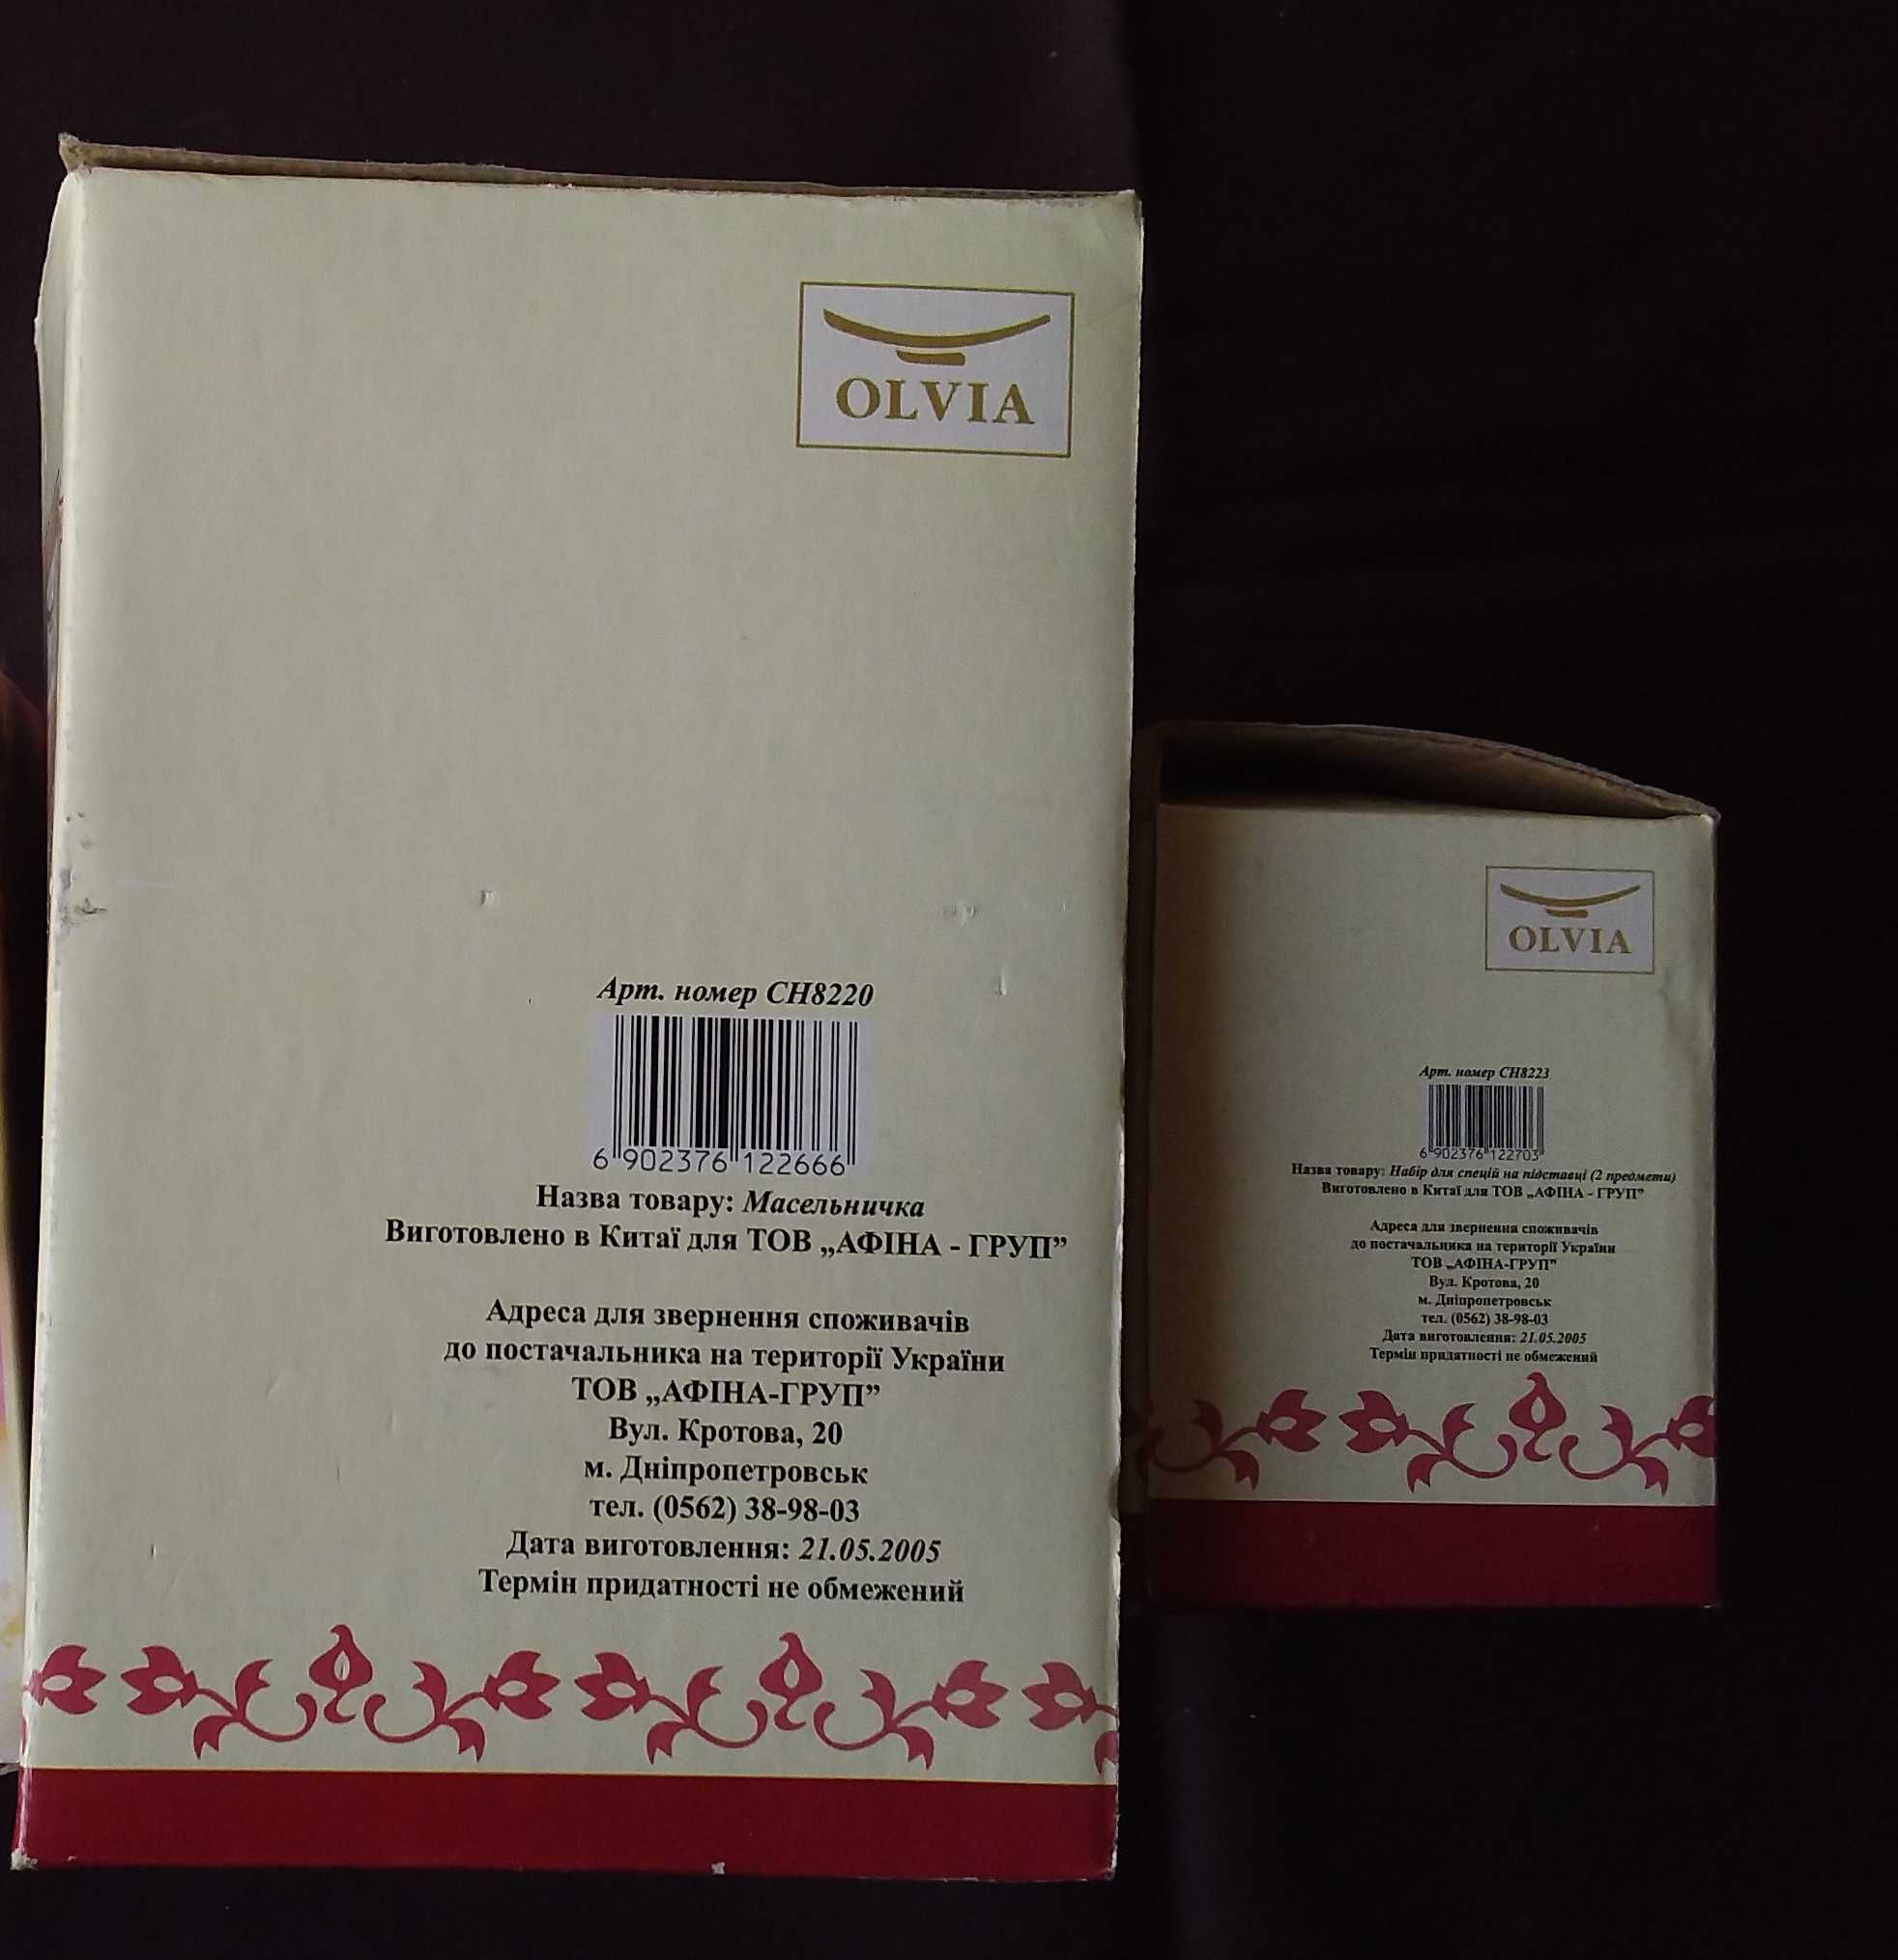 OLVIA
Арт. номер CH8220
6 902376 122666
Назва товару: Масельничка
Виготовлено в Китаї для ТОВ „АФІНА - ГРУП”
Адреса для звернення споживачів
до постачальника на території України
ТОВ „АФІНА-ГРУП”
Вул. Кротова, 20
м. Дніпропетровськ
тел. (0562) 38-98-03
Дата виготовлення: 21.05.2005
Термін придатності не обмежений
OLVIA
Арт. номер CH8223
6 902376 122703
Назва товару: Набір для спецій на підставці (2 предмети)
Виготовлено в Китаї для ТОВ „АФІНА - ГРУП”
Адреса для звернення споживачів
до постачальника на території України
ТОВ „АФІНА-ГРУП”
Вул. Кротова, 20
м. Дніпропетровськ
тел. (0562) 38-98-03
Дата виготовлення: 21.05.2005
Термін придатності не обмежений